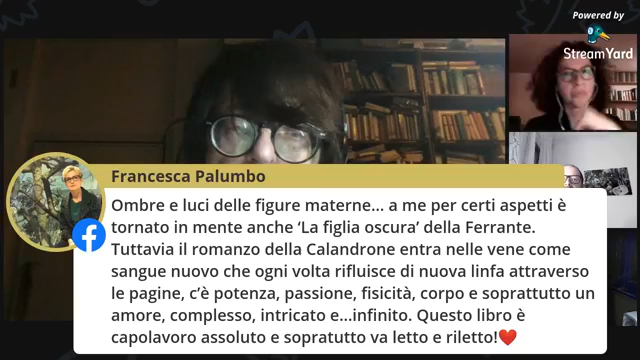 Powered by
StreamYard
Francesca Palumbo
Ombre e luci delle figure materne... a me per certi aspetti è
tornato in mente anche ‘La figlia oscura’ della Ferrante.
Tuttavia il romanzo della Calandrone entra nelle vene come
sangue nuovo che ogni volta rifluisce di nuova linfa attraverso
le pagine, c’è potenza, passione, fisicità, corpo e soprattutto un
amore, complesso, intricato e...infinito. Questo libro è
capolavoro assoluto e sopratutto va letto e riletto!❤️